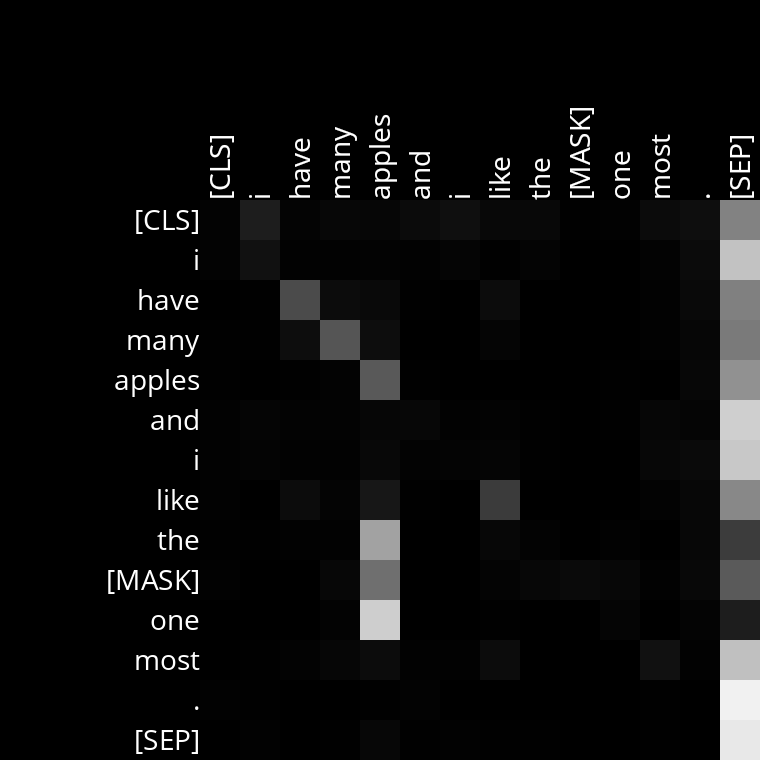 [CLS] i have many apples and i like the [MASK] one most . [SEP]
[CLS]
i
have
many
apples
and
i
like
the
[MASK]
one
most
.
[SEP]